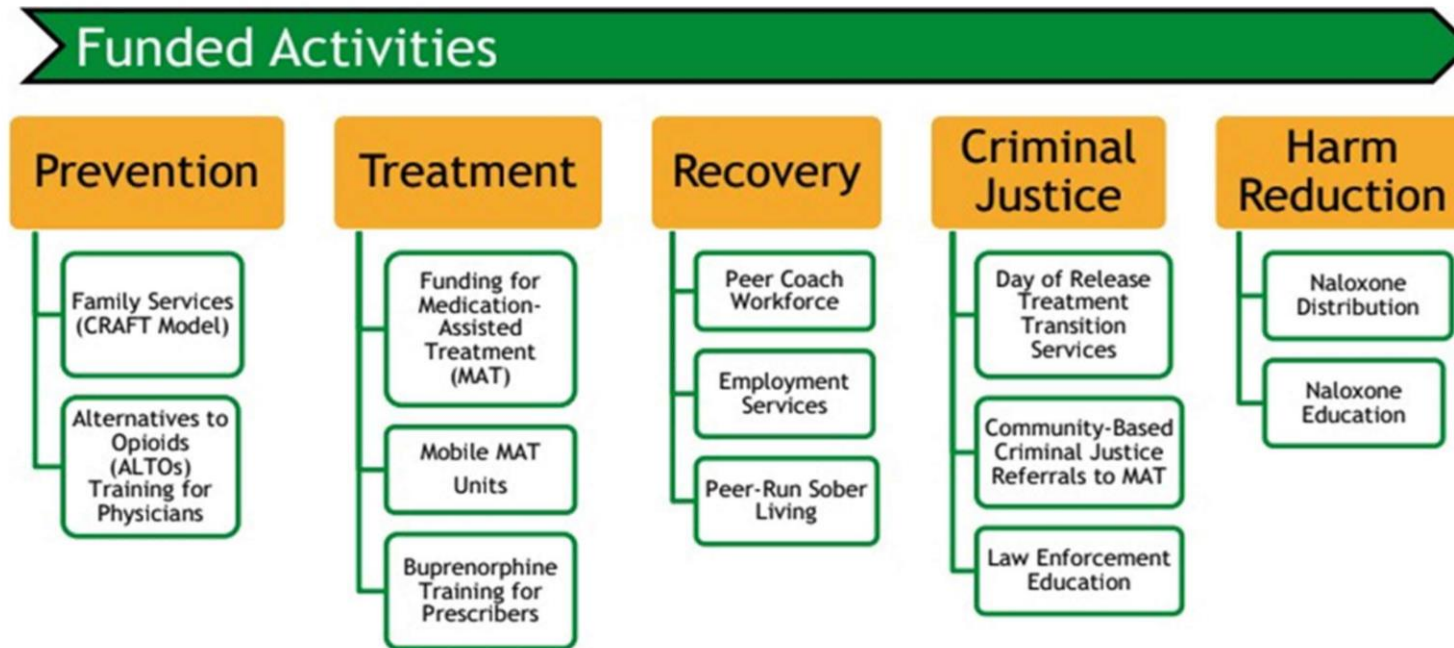 Funded Activities
Prevention
Family Services
(CRAFT Model)
Alternatives to
Opioids
(ALTOs)
Training for
Physicians
Treatment
Funding for
Medication-
Assisted
Treatment
(MAT)
Mobile MAT
Units
Buprenorphine
Training for
Prescribers
Recovery
Peer Coach
Workforce
Employment
Services
Peer-Run Sober
Living
Criminal
Justice
Day of Release
Treatment
Transition
Services
Community-Based
Criminal Justice
Referrals to MAT
Law Enforcement
Education
Harm
Reduction
Naloxone
Distribution
Naloxone
Education